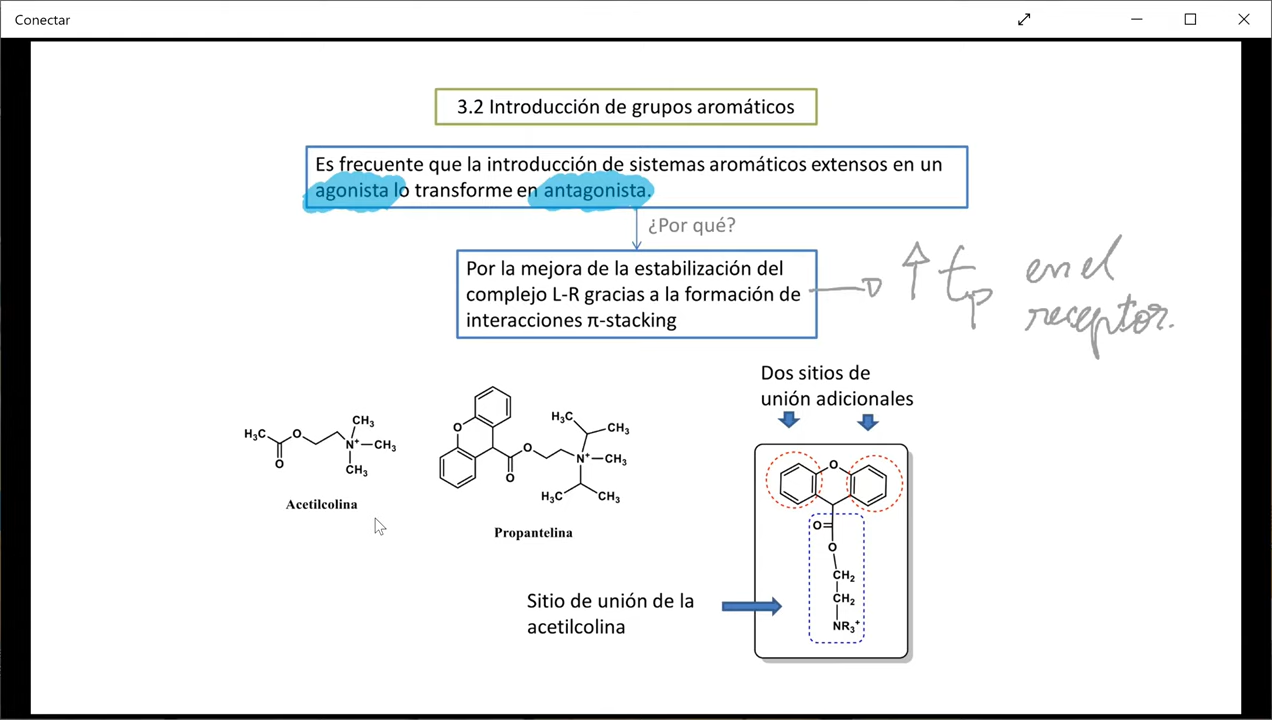 Conectar
3.2 Introducción de grupos aromáticos
Es frecuente que la introducción de sistemas aromáticos extensos en un
agonista lo transforme en antagonista.
¿Por qué?
Por la mejora de la estabilización del
complejo L-R gracias a la formación de
interacciones π-stacking
↑ tp en el
receptor.
Dos sitios de
unión adicionales
H₃C
O
O
CH₃
N⁺
CH₃
CH₃
Acetilcolina
O
O
O
H₃C
CH₃
N⁺
CH₃
H₃C
CH₃
Propantelina
O
O
O
CH₂
CH₂
NR₃⁺
Sitio de unión de la
acetilcolina